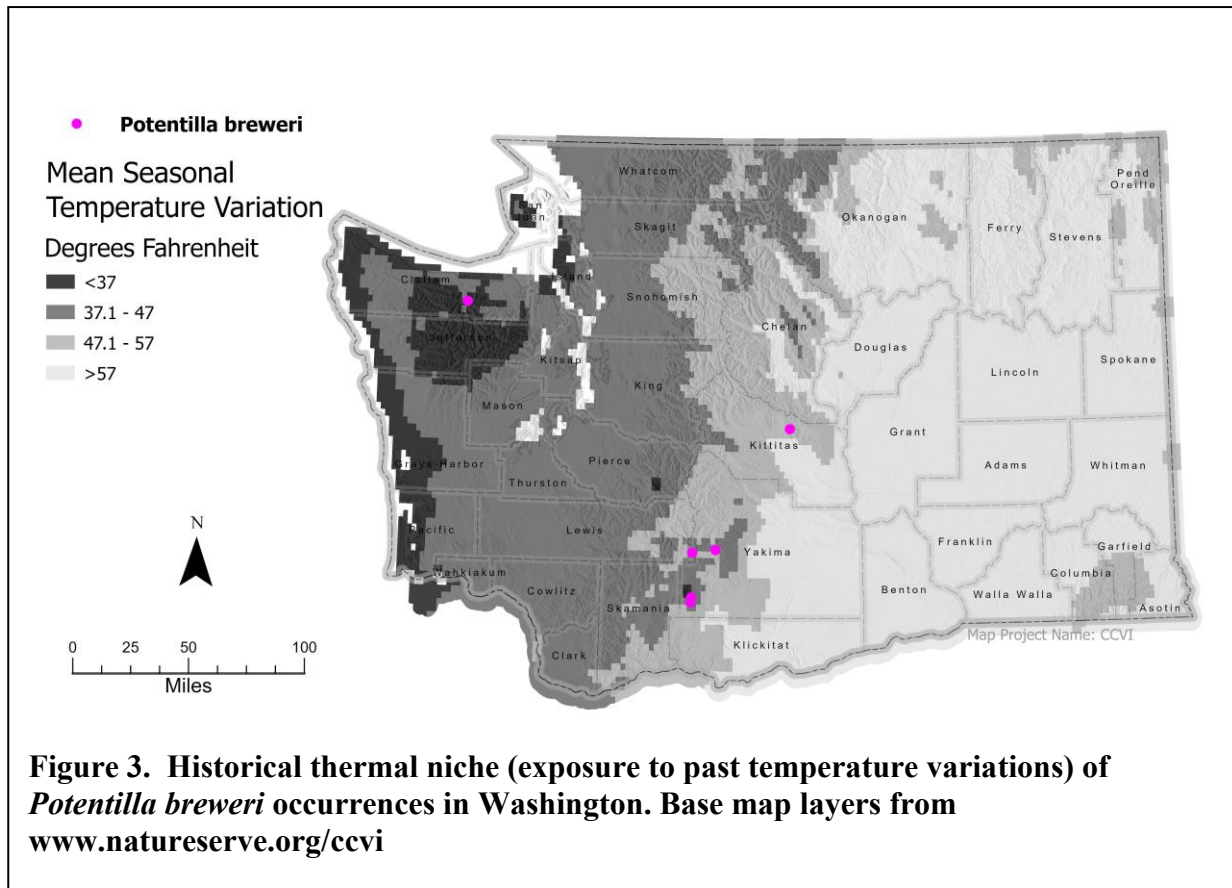 Potentilla breweri
Mean Seasonal
Temperature Variation
Degrees Fahrenheit
<37
37.1 - 47
47.1 - 57
>57
N
0 50 100
Miles
Whatcom
San
Juan
Skagit
Okanogan
Ferry
Stevens
Pend
Oreille
Clallam
Island
Snohomish
Chelan
Jefferson
Kitsap
Douglas
Lincoln
Spokane
King
Mason
Grays Harbor
Kittitas
Grant
Pierce
Thurston
Adams
Whitman
Pacific
Lewis
Yakima
Franklin
Garfield
Wahkiakum
Cowlitz
Skamania
Benton
Walla Walla
Columbia
Asotin
Clark
Klickitat
Map Project Name: CCVI
Figure 3. Historical thermal niche (exposure to past temperature variations) of
Potentilla breweri occurrences in Washington. Base map layers from
www.natureserve.org/ccvi